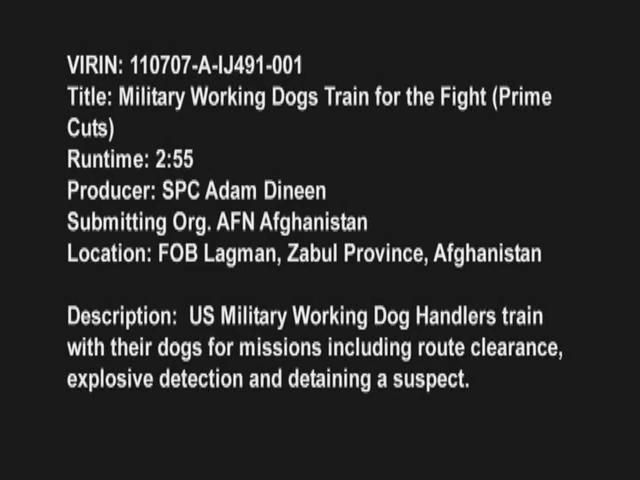 VIRIN: 110707-A-IJ491-001
Title: Military Working Dogs Train for the Fight (Prime
Cuts)
Runtime: 2:55
Producer: SPC Adam Dineen
Submitting Org. AFN Afghanistan
Location: FOB Lagman, Zabul Province, Afghanistan
Description:  US Military Working Dog Handlers train
with their dogs for missions including route clearance,
explosive detection and detaining a suspect.